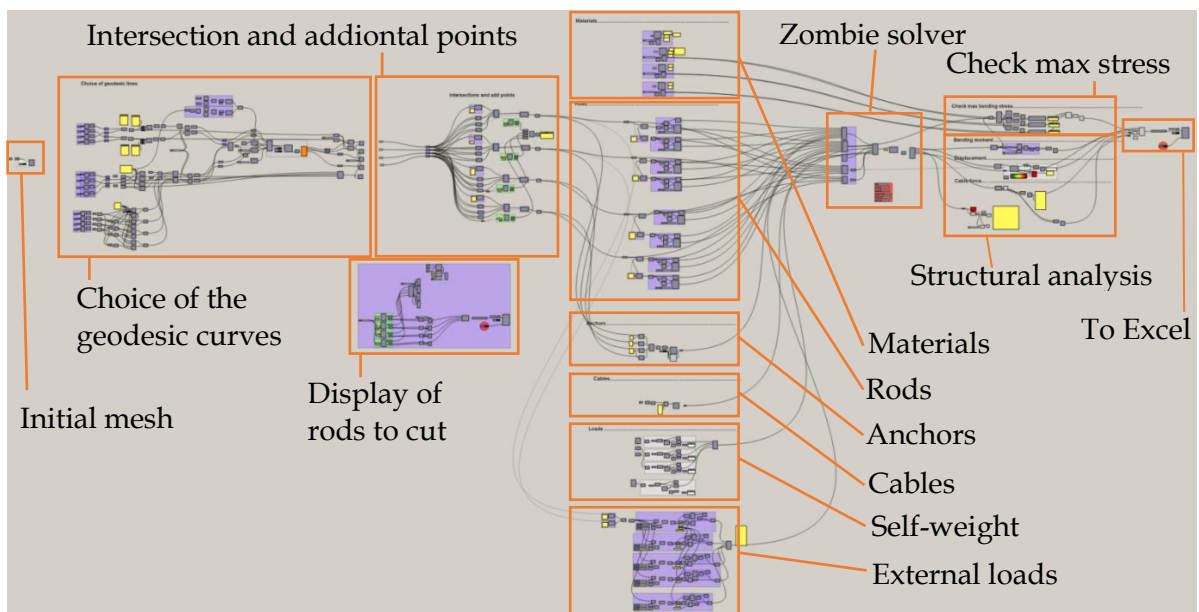 Intersection and addiontal points
Materials
Zombie solver
Check max stress
Choice of geodesic lines
Intersections and add points
Check max bending stress
Bending moment
Displacement
Cable force
Structural analysis
To Excel
Choice of the
geodesic curves
Initial mesh
Display of
rods to cut
Anchors
Cables
Loads
Materials
Rods
Anchors
Cables
Self-weight
External loads